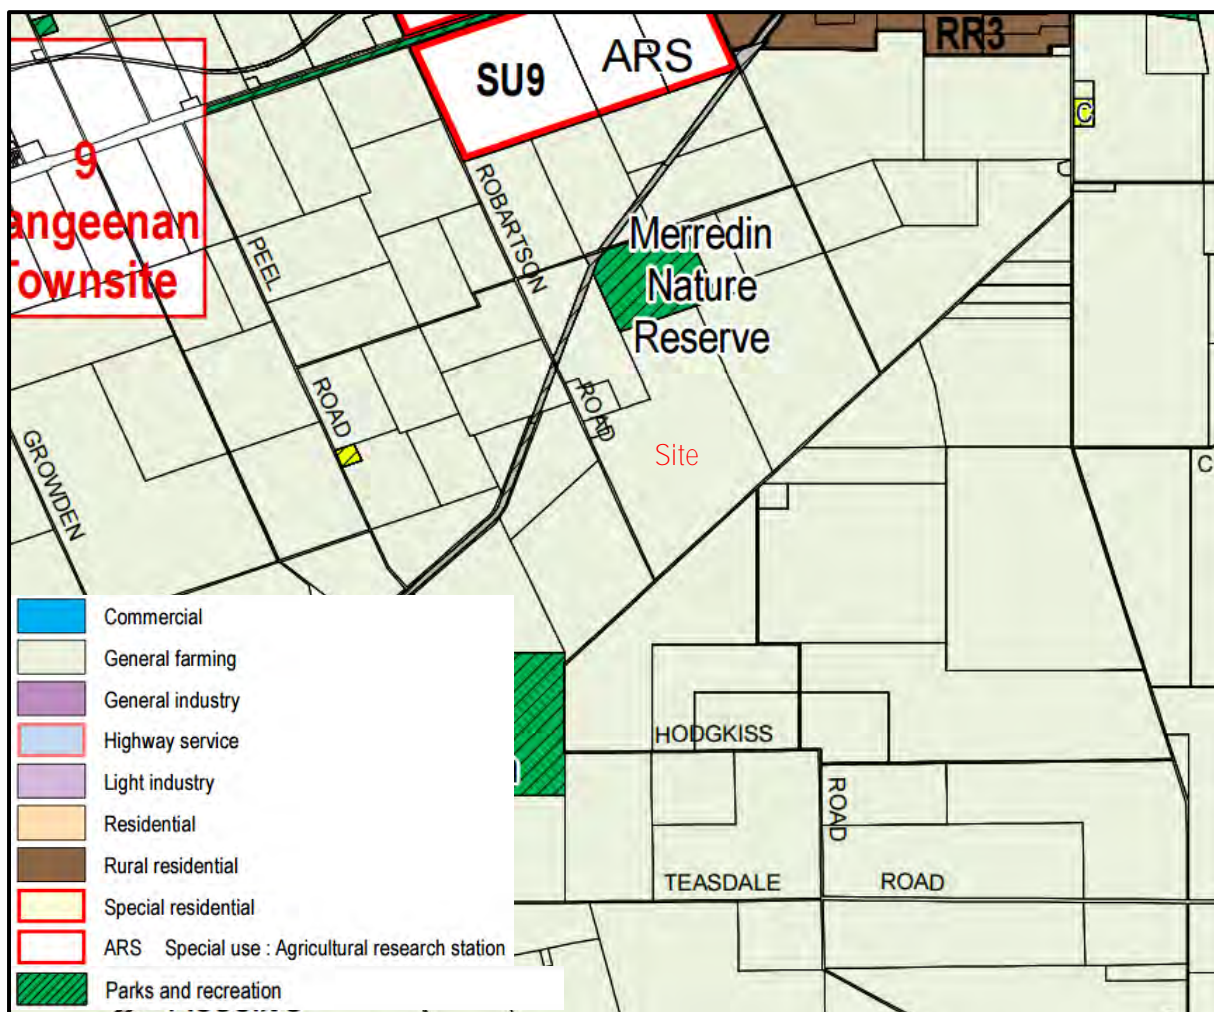 RR3
SU9
ARS
C
9
angeenan
Townsite
ROBARTSON
PEEL
Merredin
Nature
Reserve
ROAD
ROAD
GROWDEN
Site
C
Commercial
General farming
General industry
Highway service
Light industry
Residential
Rural residential
Special residential
ARS Special use : Agricultural research station
Parks and recreation
HODGKISS
ROAD
TEASDALE
ROAD